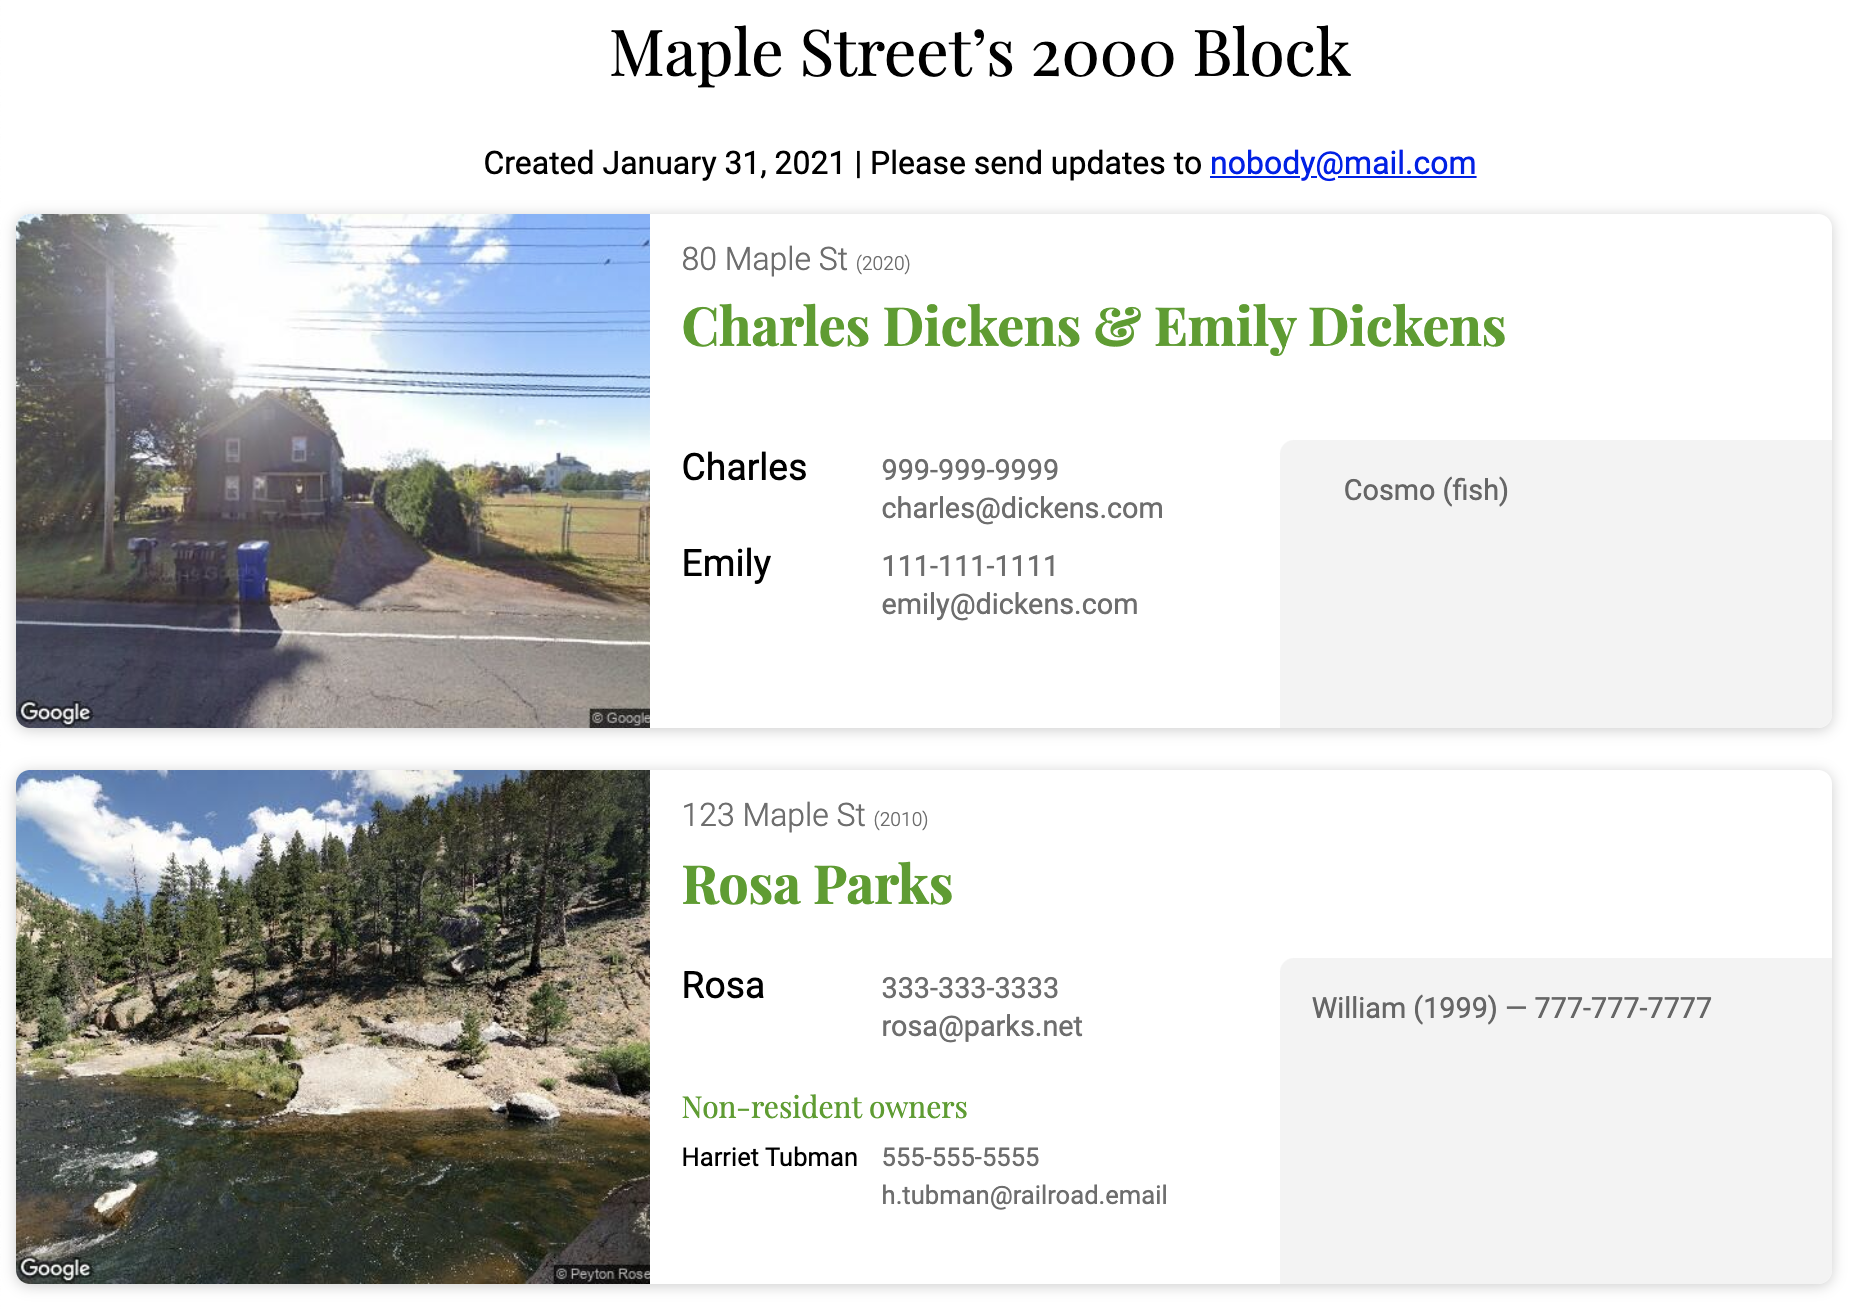 Maple Street’s 2000 Block
Created January 31, 2021 | Please send updates to nobody@mail.com
80 Maple St (2020)
Charles Dickens & Emily Dickens
Charles
999-999-9999
charles@dickens.com
Emily
111-111-1111
emily@dickens.com
Cosmo (fish)
Google
© Google
123 Maple St (2010)
Rosa Parks
Rosa
333-333-3333
rosa@parks.net
Non-resident owners
Harriet Tubman
555-555-5555
h.tubman@railroad.email
William (1999) — 777-777-7777
Google
© Peyton Rose